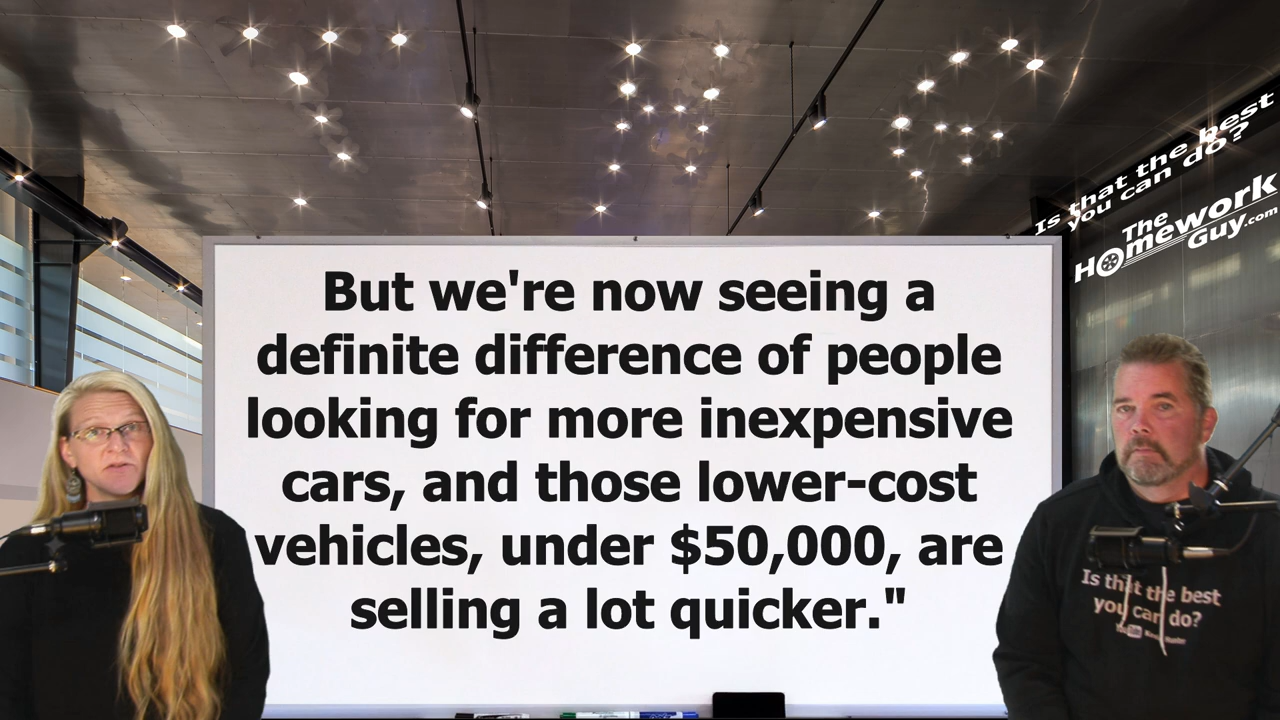 Is that the best
you can do?
The
Homework
Guy.com
But we're now seeing a
definite difference of people
looking for more inexpensive
cars, and those lower-cost
vehicles, under $50,000, are
selling a lot quicker."
Is that the best
you can do?